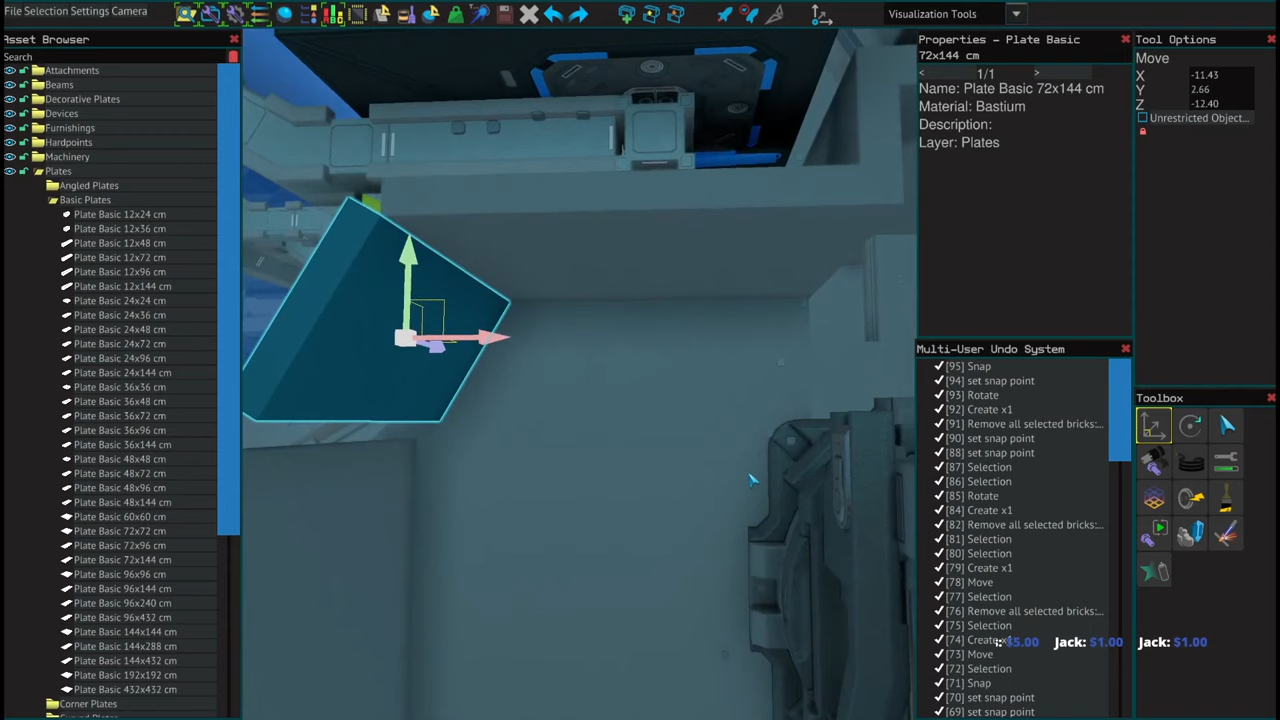 File Selection Settings Camera
Visualization Tools
Asset Browser
Search
Attachments
Beams
Decorative Plates
Devices
Furnishings
Hardpoints
Machinery
Plates
Angled Plates
Basic Plates
Plate Basic 12x24 cm
Plate Basic 12x36 cm
Plate Basic 12x48 cm
Plate Basic 12x72 cm
Plate Basic 12x96 cm
Plate Basic 12x144 cm
Plate Basic 24x24 cm
Plate Basic 24x36 cm
Plate Basic 24x48 cm
Plate Basic 24x72 cm
Plate Basic 24x96 cm
Plate Basic 24x144 cm
Plate Basic 36x36 cm
Plate Basic 36x48 cm
Plate Basic 36x72 cm
Plate Basic 36x96 cm
Plate Basic 36x144 cm
Plate Basic 48x48 cm
Plate Basic 48x72 cm
Plate Basic 48x96 cm
Plate Basic 48x144 cm
Plate Basic 60x60 cm
Plate Basic 72x72 cm
Plate Basic 72x96 cm
Plate Basic 72x144 cm
Plate Basic 96x96 cm
Plate Basic 96x144 cm
Plate Basic 96x240 cm
Plate Basic 96x432 cm
Plate Basic 144x144 cm
Plate Basic 144x288 cm
Plate Basic 144x432 cm
Plate Basic 192x192 cm
Plate Basic 432x432 cm
Corner Plates
Properties - Plate Basic
72x144 cm
< 1/1 >
Name: Plate Basic 72x144 cm
Material: Bastium
Description:
Layer: Plates
Multi-User Undo System
[95] Snap
[94] set snap point
[93] Rotate
[92] Create x1
[91] Remove all selected bricks:...
[90] set snap point
[88] set snap point
[87] Selection
[86] Selection
[85] Rotate
[84] Create x1
[82] Remove all selected bricks:...
[81] Selection
[80] Selection
[79] Create x1
[78] Move
[77] Selection
[76] Remove all selected bricks:...
[75] Selection
[74] Create
[73] Move
[72] Selection
[71] Snap
[70] set snap point
[69] set snap point
: $5.00 Jack: $1.00 Jack: $1.00
Tool Options
Move
X -11.43
Y 2.66
Z -12.40
Unrestricted Object...
Toolbox